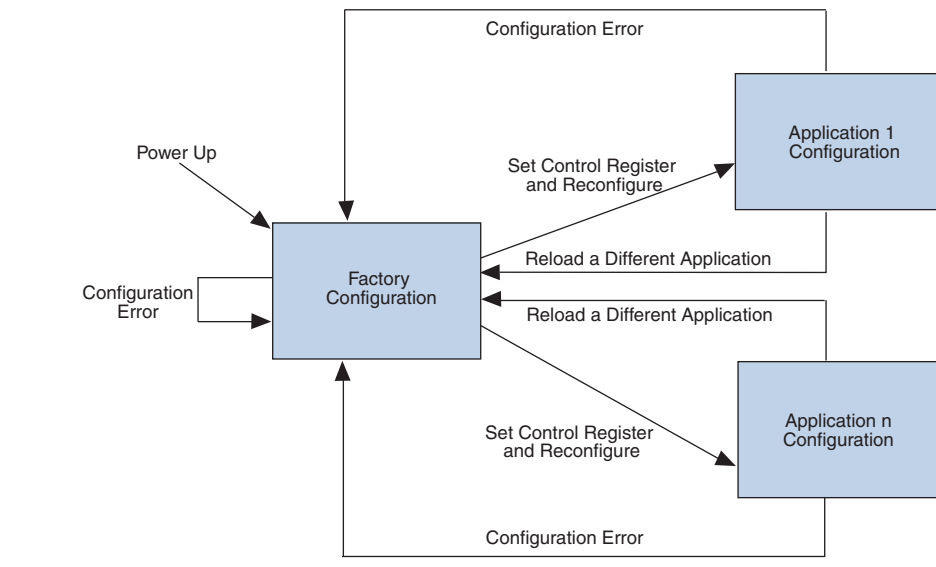 Configuration Error
Application 1
Configuration
Power Up
Set Control Register
and Reconfigure
Reload a Different Application
Factory
Configuration
Configuration
Error
Reload a Different Application
Application n
Configuration
Set Control Register
and Reconfigure
Configuration Error